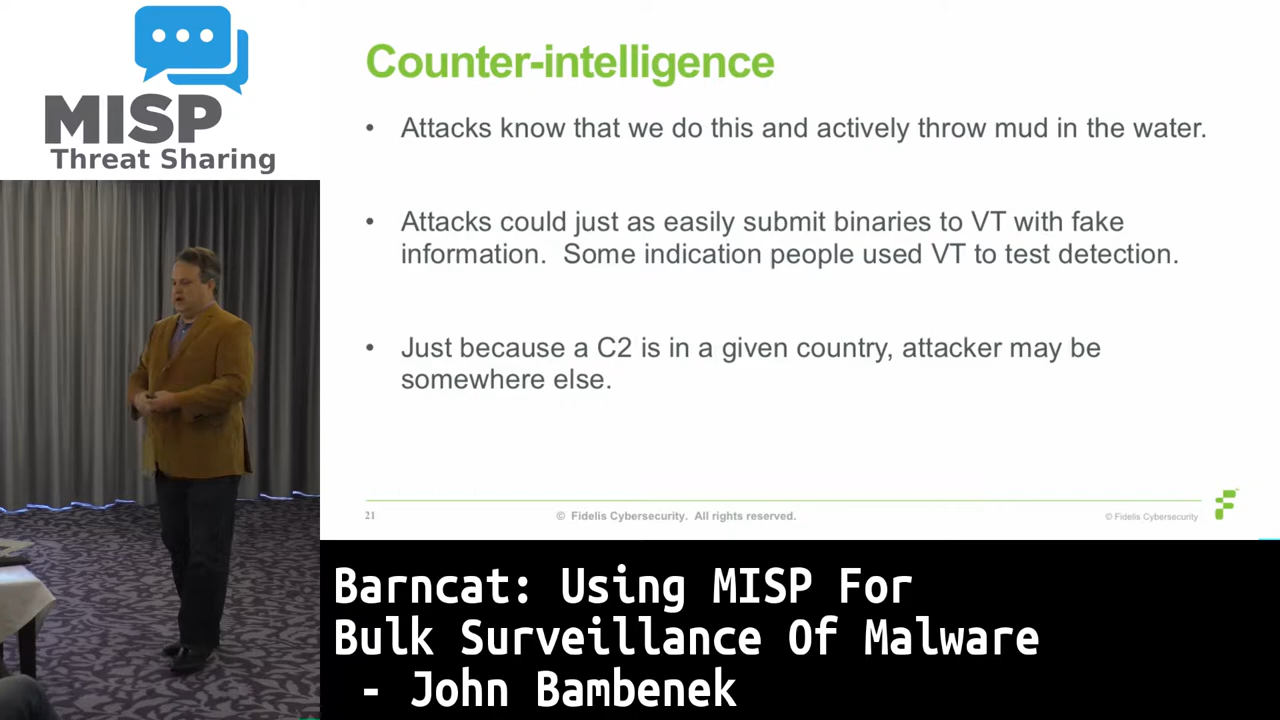 MISP
Threat Sharing
Counter-intelligence
• Attacks know that we do this and actively throw mud in the water.
• Attacks could just as easily submit binaries to VT with fake
information.  Some indication people used VT to test detection.
• Just because a C2 is in a given country, attacker may be
somewhere else.
21
© Fidelis Cybersecurity.  All rights reserved.
© Fidelis Cybersecurity
Barncat: Using MISP For
Bulk Surveillance Of Malware
- John Bambenek